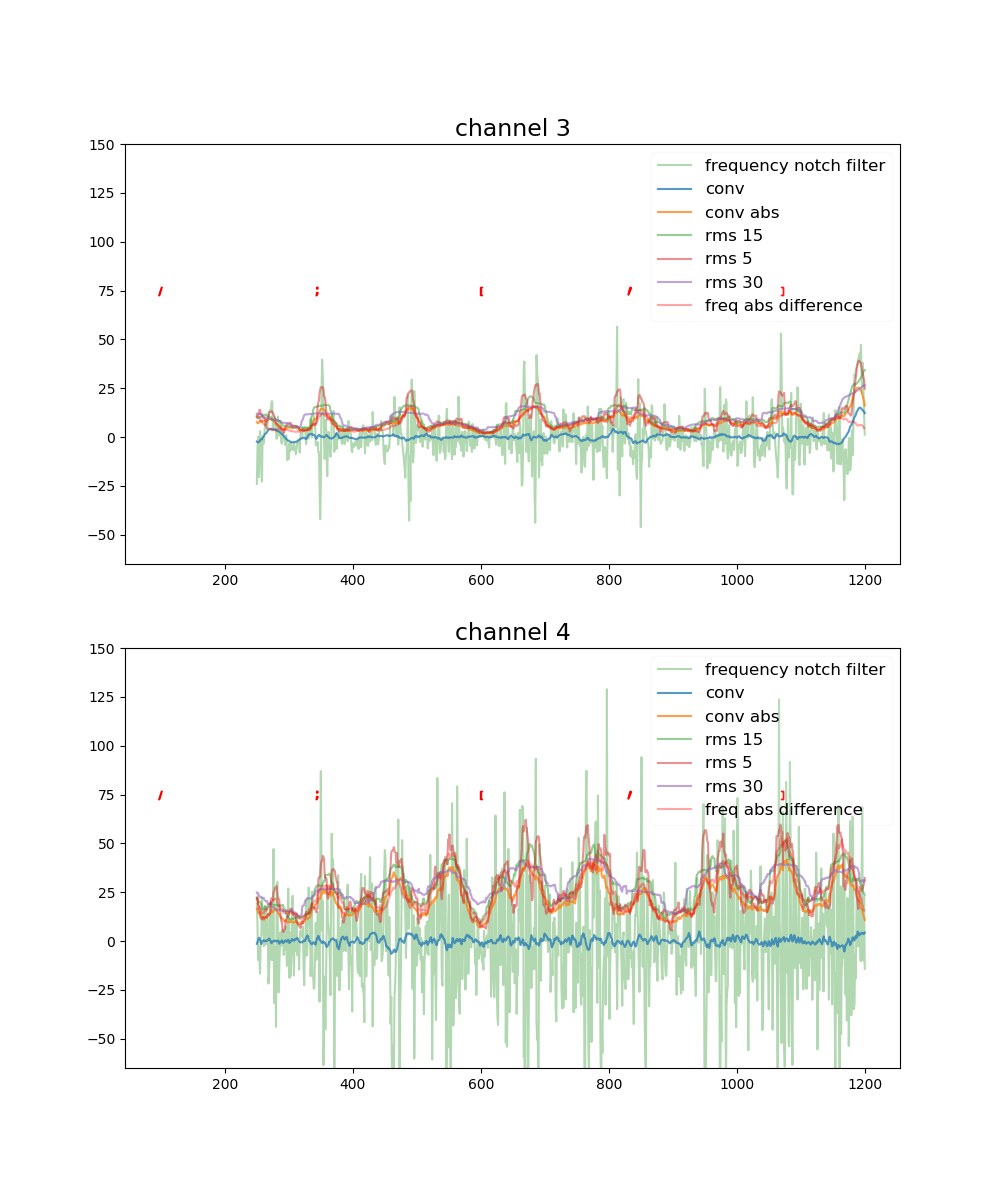 channel 3
150
125
100
75
50
25
0
−25
−50
frequency notch filter
conv
conv abs
rms 15
rms 5
rms 30
freq abs difference
/ ; [ / ]
200 400 600 800 1000 1200
channel 4
150
125
100
75
50
25
0
−25
−50
frequency notch filter
conv
conv abs
rms 15
rms 5
rms 30
freq abs difference
/ ; [ / ]
200 400 600 800 1000 1200